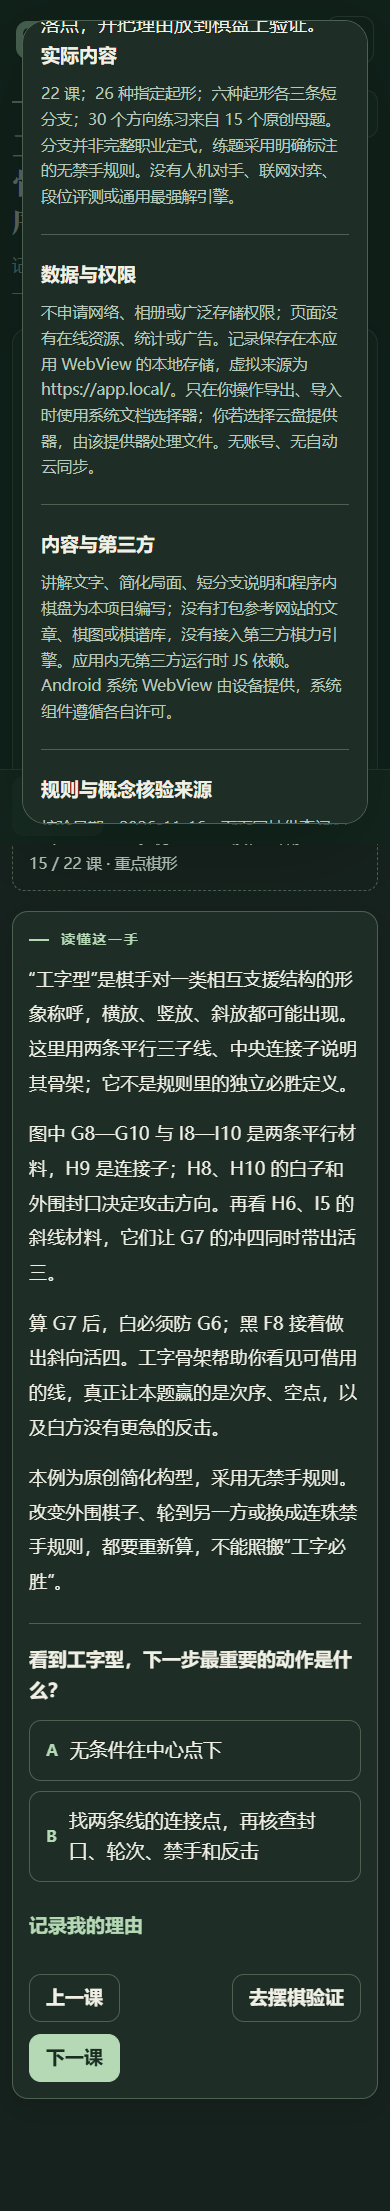 落点，并把理由放到棋盘上验证。
实际内容
22 课；26 种指定起形；六种起形各三条短
分支；30 个方向练习来自 15 个原创母题。
分支并非完整职业定式，练题采用明确标注
的无禁手规则。没有人机对手、联网对弈、
段位评测或通用最强解引擎。
数据与权限
不申请网络、相册或广泛存储权限；页面没
有在线资源、统计或广告。记录保存在本应
用 WebView 的本地存储，虚拟来源为
https://app.local/。只在你操作导出、导入
时使用系统文档选择器；你若选择云盘提供
器，由该提供器处理文件。无账号、无自动
云同步。
内容与第三方
讲解文字、简化局面、短分支说明和程序内
棋盘为本项目编写；没有打包参考网站的文
章、棋图或棋谱库，没有接入第三方棋力引
擎。应用内无第三方运行时 JS 依赖。
Android 系统 WebView 由设备提供，系统
组件遵循各自许可。
规则与概念核验来源
15 / 22 课 · 重点棋形
读懂这一手
“工字型”是棋手对一类相互支援结构的形
象称呼，横放、竖放、斜放都可能出现。
这里用两条平行三子线、中央连接子说明
其骨架；它不是规则里的独立必胜定义。
图中 G8—G10 与 I8—I10 是两条平行材
料，H9 是连接子；H8、H10 的白子和
外围封口决定攻击方向。再看 H6、I5 的
斜线材料，它们让 G7 的冲四同时带出活
三。
算 G7 后，白必须防 G6；黑 F8 接着做
出斜向活四。工字骨架帮助你看见可借用
的线，真正让本题赢的是次序、空点，以
及白方没有更急的反击。
本例为原创简化构型，采用无禁手规则。
改变外围棋子、轮到另一方或换成连珠禁
手规则，都要重新算，不能照搬“工字必
胜”。
看到工字型，下一步最重要的动作是什
么？
A 无条件往中心点下
B 找两条线的连接点，再核查封
口、轮次、禁手和反击
记录我的理由
上一课
去摆棋验证
下一课